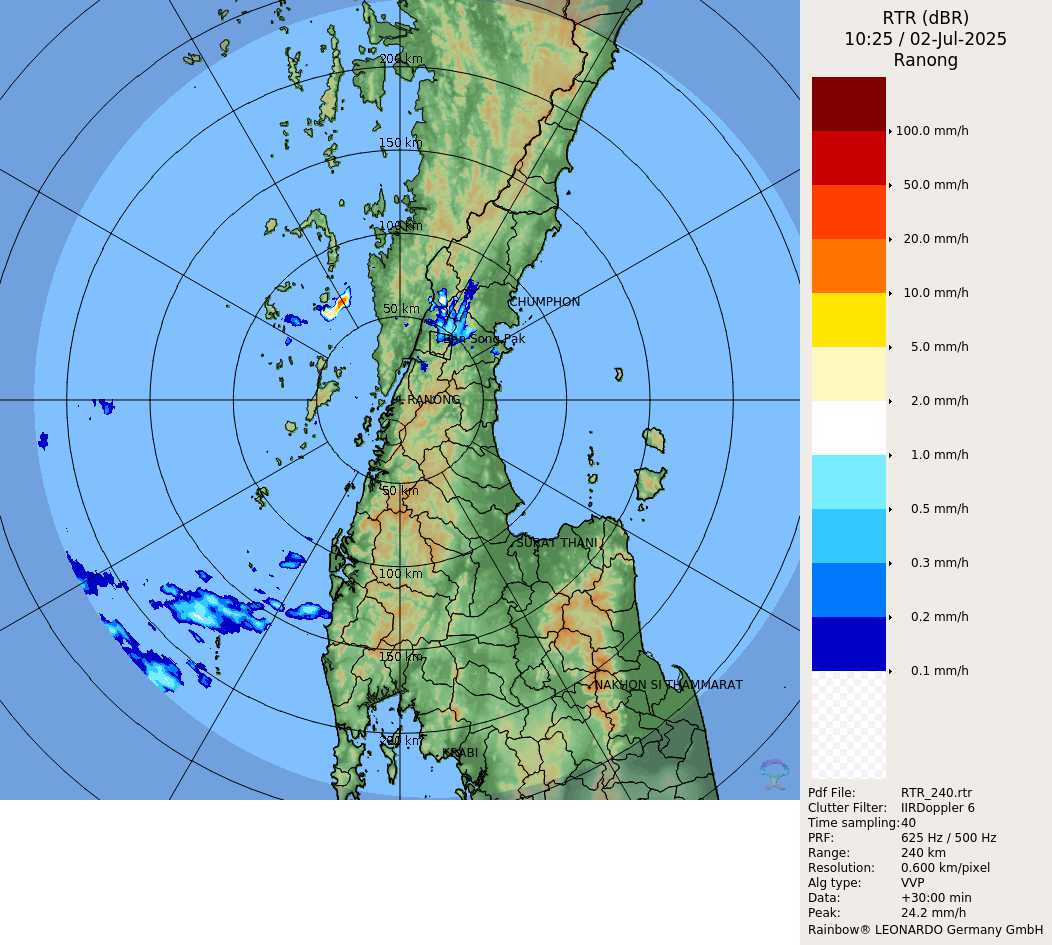 RTR (dBR)
10:25 / 02-Jul-2025
Ranong
200 km
150 km
100 km
50 km
CHUMPHON
Ban Song Pak
RANONG
50 km
SURAT THANI
100 km
150 km
NAKHON SI THAMMARAT
200 km
KRABI
100.0 mm/h
50.0 mm/h
20.0 mm/h
10.0 mm/h
5.0 mm/h
2.0 mm/h
1.0 mm/h
0.5 mm/h
0.3 mm/h
0.2 mm/h
0.1 mm/h
Pdf File: RTR_240.rtr
Clutter Filter: IIRDoppler 6
Time sampling: 40
PRF: 625 Hz / 500 Hz
Range: 240 km
Resolution: 0.600 km/pixel
Alg type: VVP
Data: +30:00 min
Peak: 24.2 mm/h
Rainbow® LEONARDO Germany GmbH